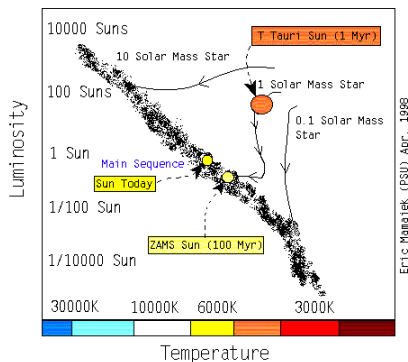 10000 Suns
T Tauri Sun (1 Myr)
10 Solar Mass Star
1 Solar Mass Star
100 Suns
0.1 Solar Mass
Star
1 Sun
Main Sequence
Sun Today
1/100 Sun
ZAMS Sun (100 Myr)
1/10000 Sun
30000K
10000K
6000K
3000K
Temperature
Luminosity
Eric Mamajek (PSU) Apr. 1998